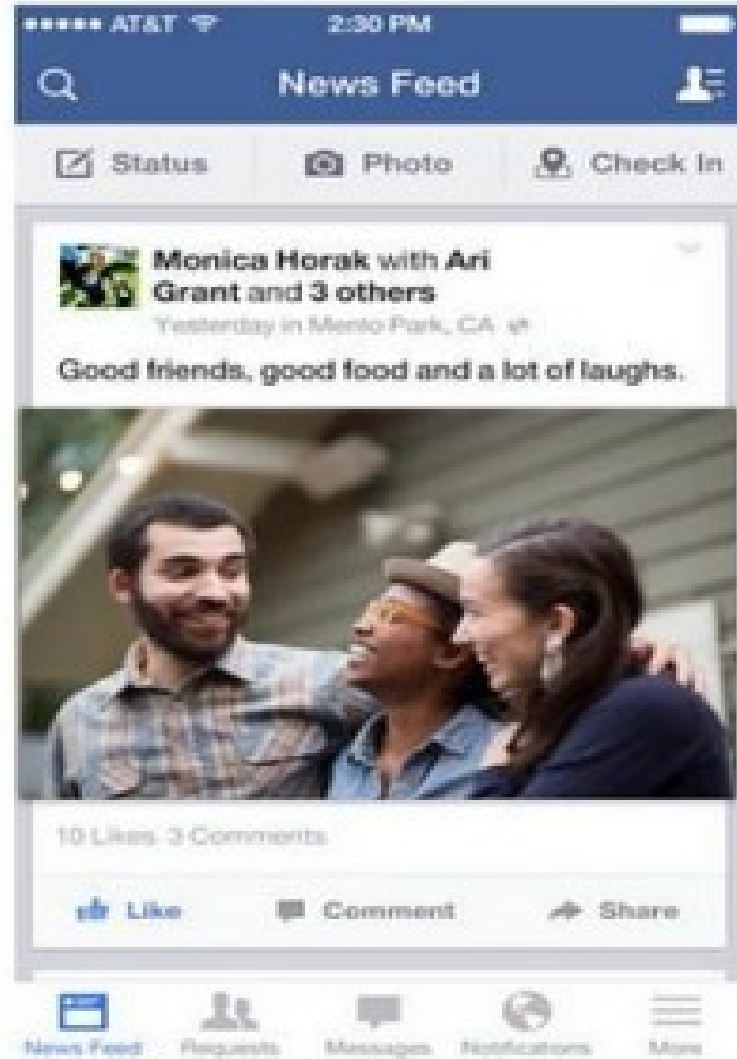 AT&T 2:30 PM
News Feed
Status Photo Check In
Monica Horak with Ari
Grant and 3 others
Yesterday in Menlo Park, CA
Good friends, good food and a lot of laughs.
10 Likes 3 Comments
Like Comment Share
News Feed Requests Messages Notifications More